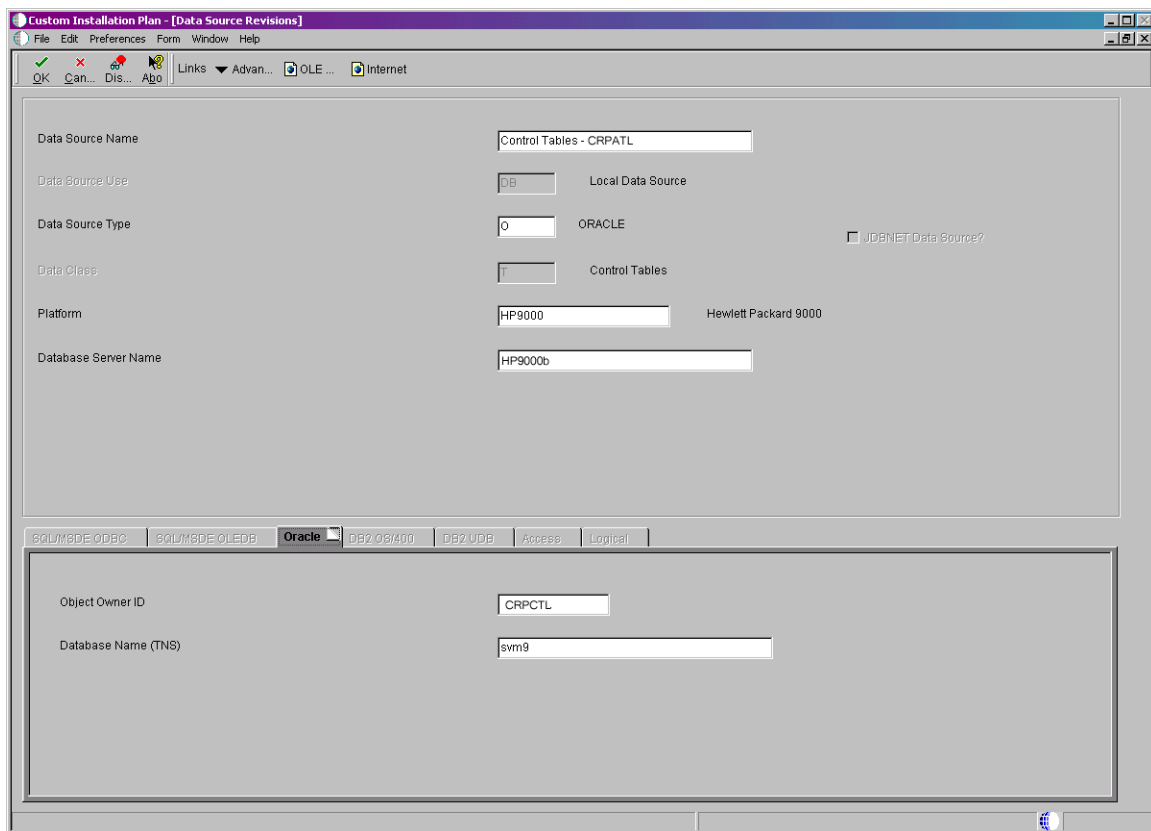 Custom Installation Plan - [Data Source Revisions]
File Edit Preferences Form Window Help
OK Can... Dis... Abo Links Advan... OLE ... Internet
Data Source Name Control Tables - CRPATL
Data Source Use DB Local Data Source
Data Source Type O ORACLE
JDBNET Data Source?
Data Class T Control Tables
Platform HP9000 Hewlett Packard 9000
Database Server Name HP9000b
SQL/MSDE ODBC SQL/MSDE OLEDB Oracle DB2 OS/400 DB2 UDB Access Logical
Object Owner ID CRPCTL
Database Name (TNS) svm9